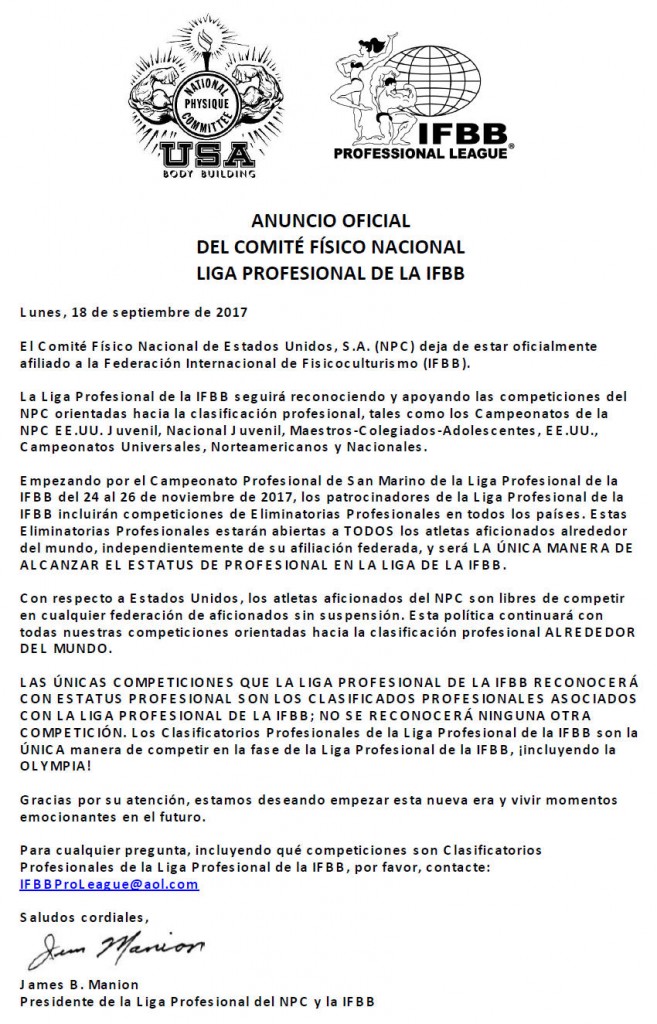 NATIONAL
PHYSIQUE
COMMITTEE
USA
BODY BUILDING
IFBB
PROFESSIONAL LEAGUE®
ANUNCIO OFICIAL
DEL COMITÉ FÍSICO NACIONAL
LIGA PROFESIONAL DE LA IFBB
Lunes, 18 de septiembre de 2017
El Comité Físico Nacional de Estados Unidos, S.A. (NPC) deja de estar oficialmente
afiliado a la Federación Internacional de Fisicoculturismo (IFBB).
La Liga Profesional de la IFBB seguirá reconociendo y apoyando las competiciones del
NPC orientadas hacia la clasificación profesional, tales como los Campeonatos de la
NPC EE.UU. Juvenil, Nacional Juvenil, Maestros-Colegiados-Adolescentes, EE.UU.,
Campeonatos Universales, Norteamericanos y Nacionales.
Empezando por el Campeonato Profesional de San Marino de la Liga Profesional de la
IFBB del 24 al 26 de noviembre de 2017, los patrocinadores de la Liga Profesional de la
IFBB incluirán competiciones de Eliminatorias Profesionales en todos los países. Estas
Eliminatorias Profesionales estarán abiertas a TODOS los atletas aficionados alrededor
del mundo, independientemente de su afiliación federada, y será LA ÚNICA MANERA DE
ALCANZAR EL ESTATUS DE PROFESIONAL EN LA LIGA DE LA IFBB.
Con respecto a Estados Unidos, los atletas aficionados del NPC son libres de competir
en cualquier federación de aficionados sin suspensión. Esta política continuará con
todas nuestras competiciones orientadas hacia la clasificación profesional ALREDEDOR
DEL MUNDO.
LAS ÚNICAS COMPETICIONES QUE LA LIGA PROFESIONAL DE LA IFBB RECONOCERÁ
CON ESTATUS PROFESIONAL SON LOS CLASIFICADOS PROFESIONALES ASOCIADOS
CON LA LIGA PROFESIONAL DE LA IFBB; NO SE RECONOCERÁ NINGUNA OTRA
COMPETICIÓN. Los Clasificatorios Profesionales de la Liga Profesional de la IFBB son la
ÚNICA manera de competir en la fase de la Liga Profesional de la IFBB, ¡incluyendo la
OLYMPIA!
Gracias por su atención, estamos deseando empezar esta nueva era y vivir momentos
emocionantes en el futuro.
Para cualquier pregunta, incluyendo qué competiciones son Clasificatorios
Profesionales de la Liga Profesional de la IFBB, por favor, contacte:
IFBBProLeague@aol.com
Saludos cordiales,
Jim Manion
James B. Manion
Presidente de la Liga Profesional del NPC y la IFBB